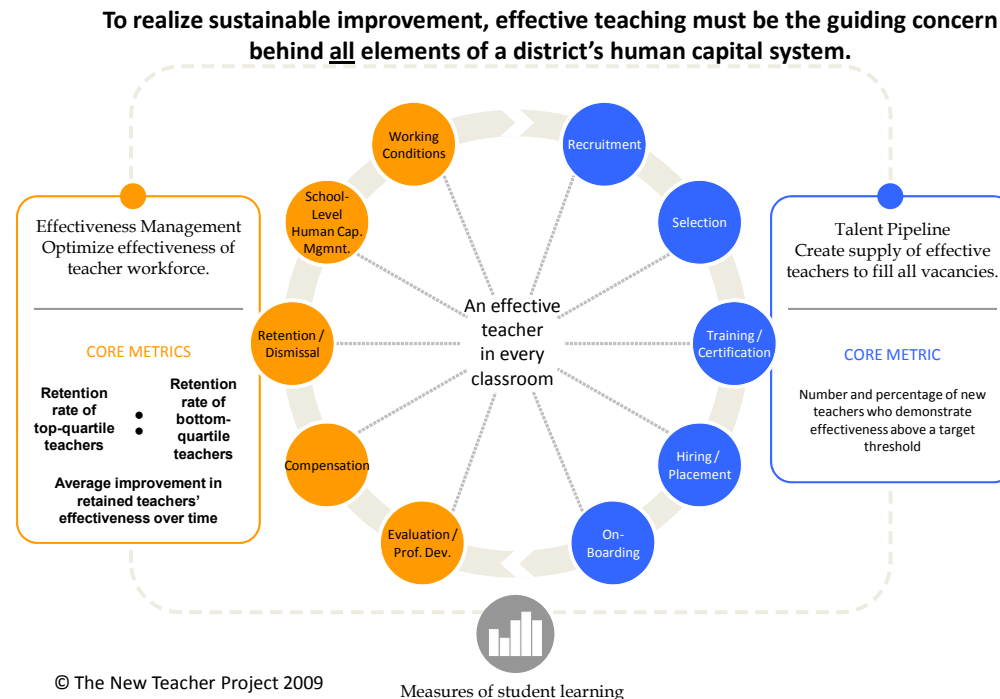 To realize sustainable improvement, effective teaching must be the guiding concern
behind all elements of a district's human capital system.
Working
Conditions
Recruitment
School-
Level
Human Cap.
Mgmnt.
Selection
Effectiveness Management
Optimize effectiveness of
teacher workforce.
CORE METRICS
Retention
rate of
top-quartile
teachers
:
Retention
rate of
bottom-
quartile
teachers
Average improvement in
retained teachers'
effectiveness over time
Retention /
Dismissal
An effective
teacher
in every
classroom
Training /
Certification
Talent Pipeline
Create supply of effective
teachers to fill all vacancies.
CORE METRIC
Number and percentage of new
teachers who demonstrate
effectiveness above a target
threshold
Compensation
Hiring /
Placement
Evaluation /
Prof. Dev.
On-
Boarding
© The New Teacher Project 2009
Measures of student learning